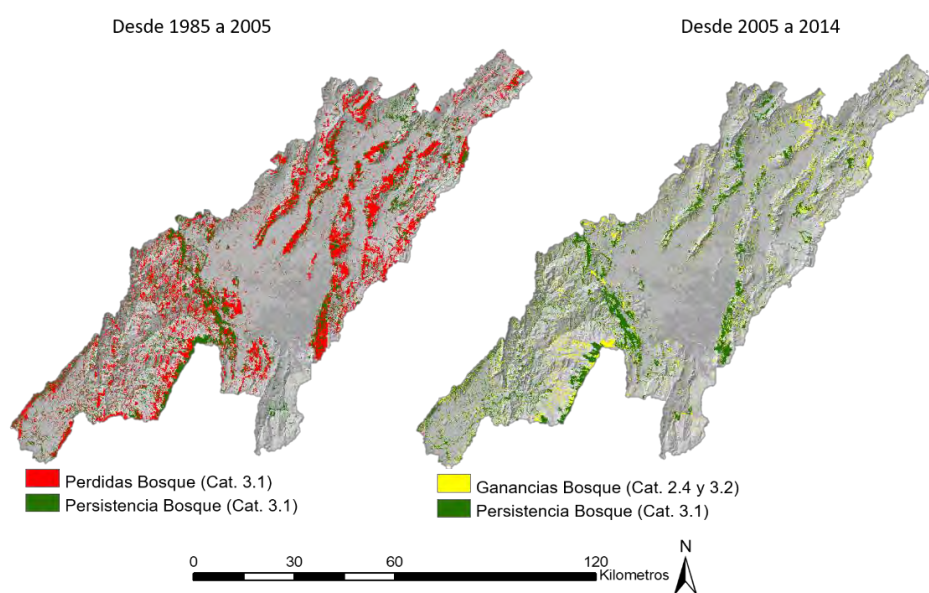 Desde 1985 a 2005
Desde 2005 a 2014
Perdidas Bosque (Cat. 3.1)
Persistencia Bosque (Cat. 3.1)
Ganancias Bosque (Cat. 2.4 y 3.2)
Persistencia Bosque (Cat. 3.1)
0 30 60 120
Kilometros
N